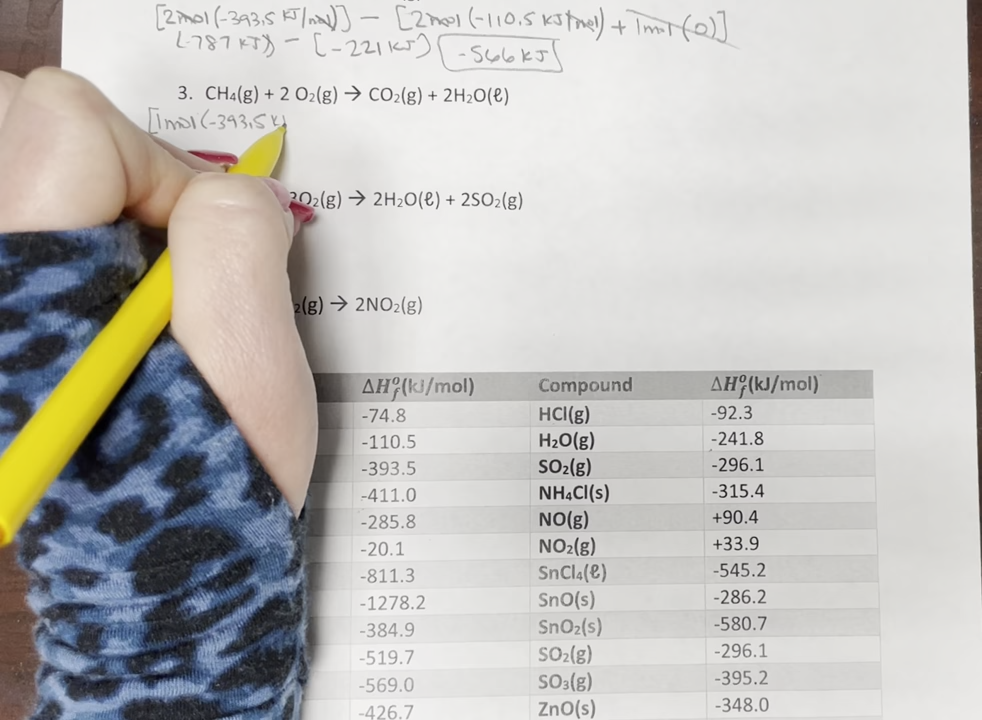 [2mol(-393.5 KJ/mol)] − [2mol(-110.5 KJ/mol) + 1mol(0)]
(-787 KJ) − [-221 KJ) -566 KJ
3. CH₄(g) + 2 O₂(g) → CO₂(g) + 2H₂O(ℓ)
[1mol(-393.5 K
O₂(g) → 2H₂O(ℓ) + 2SO₂(g)
₂(g) → 2NO₂(g)
ΔH°f(kJ/mol) Compound ΔH°f(kJ/mol)
-74.8 HCl(g) -92.3
-110.5 H₂O(g) -241.8
-393.5 SO₂(g) -296.1
-411.0 NH₄Cl(s) -315.4
-285.8 NO(g) +90.4
-20.1 NO₂(g) +33.9
-811.3 SnCl₄(ℓ) -545.2
-1278.2 SnO(s) -286.2
-384.9 SnO₂(s) -580.7
-519.7 SO₂(g) -296.1
-569.0 SO₃(g) -395.2
-426.7 ZnO(s) -348.0